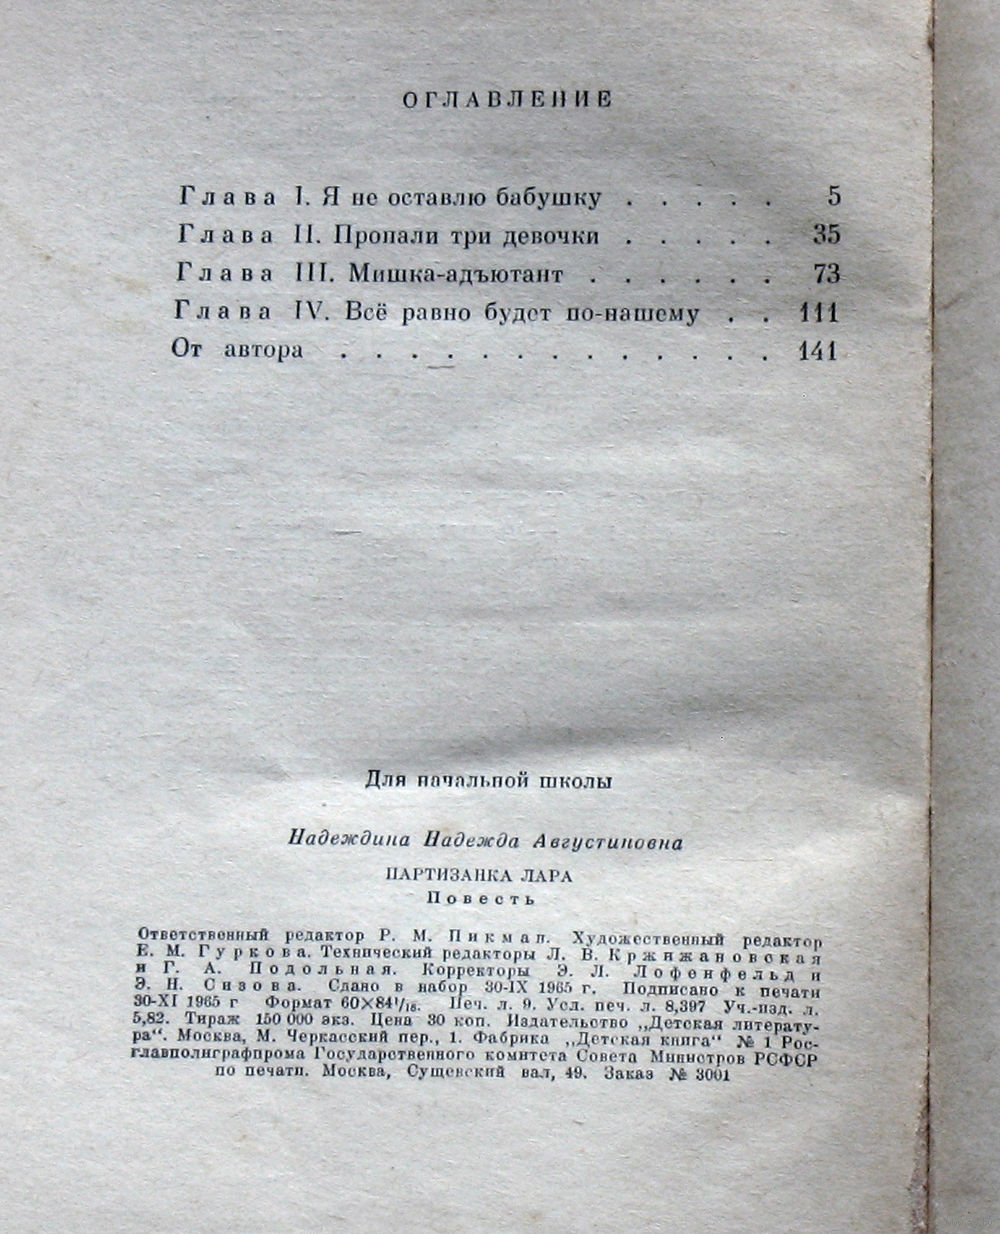 ОГЛАВЛЕНИЕ
Глава I. Я не оставлю бабушку . . . . . 5
Глава II. Пропали три девочки . . . . . 35
Глава III. Мишка-адъютант . . . . . . 73
Глава IV. Всё равно будет по-нашему . . 111
От автора . . . . . . . . . . . . . 141
Для начальной школы
Надеждина Надежда Августиновна
ПАРТИЗАНКА ЛАРА
Повесть
Ответственный редактор Р. М. Пикман. Художественный редактор
Е. М. Гуркова. Технический редакторы Л. В. Кржижановская
и Г. А. Подольная. Корректоры Э. Л. Лофенфельд и
Э. Н. Сизова. Сдано в набор 30-IX 1965 г. Подписано к печати
30-XI 1965 г Формат 60×84¹/₁₆. Печ. л. 9. Усл. печ. л. 8,397 Уч.-изд. л.
5,82. Тираж 150 000 экз. Цена 30 коп. Издательство „Детская литерату-
ра“. Москва, М. Черкасский пер., 1. Фабрика „Детская книга“ № 1 Рос-
главполиграфпрома Государственного комитета Совета Министров РСФСР
по печати. Москва, Сущевский вал, 49. Заказ № 3001